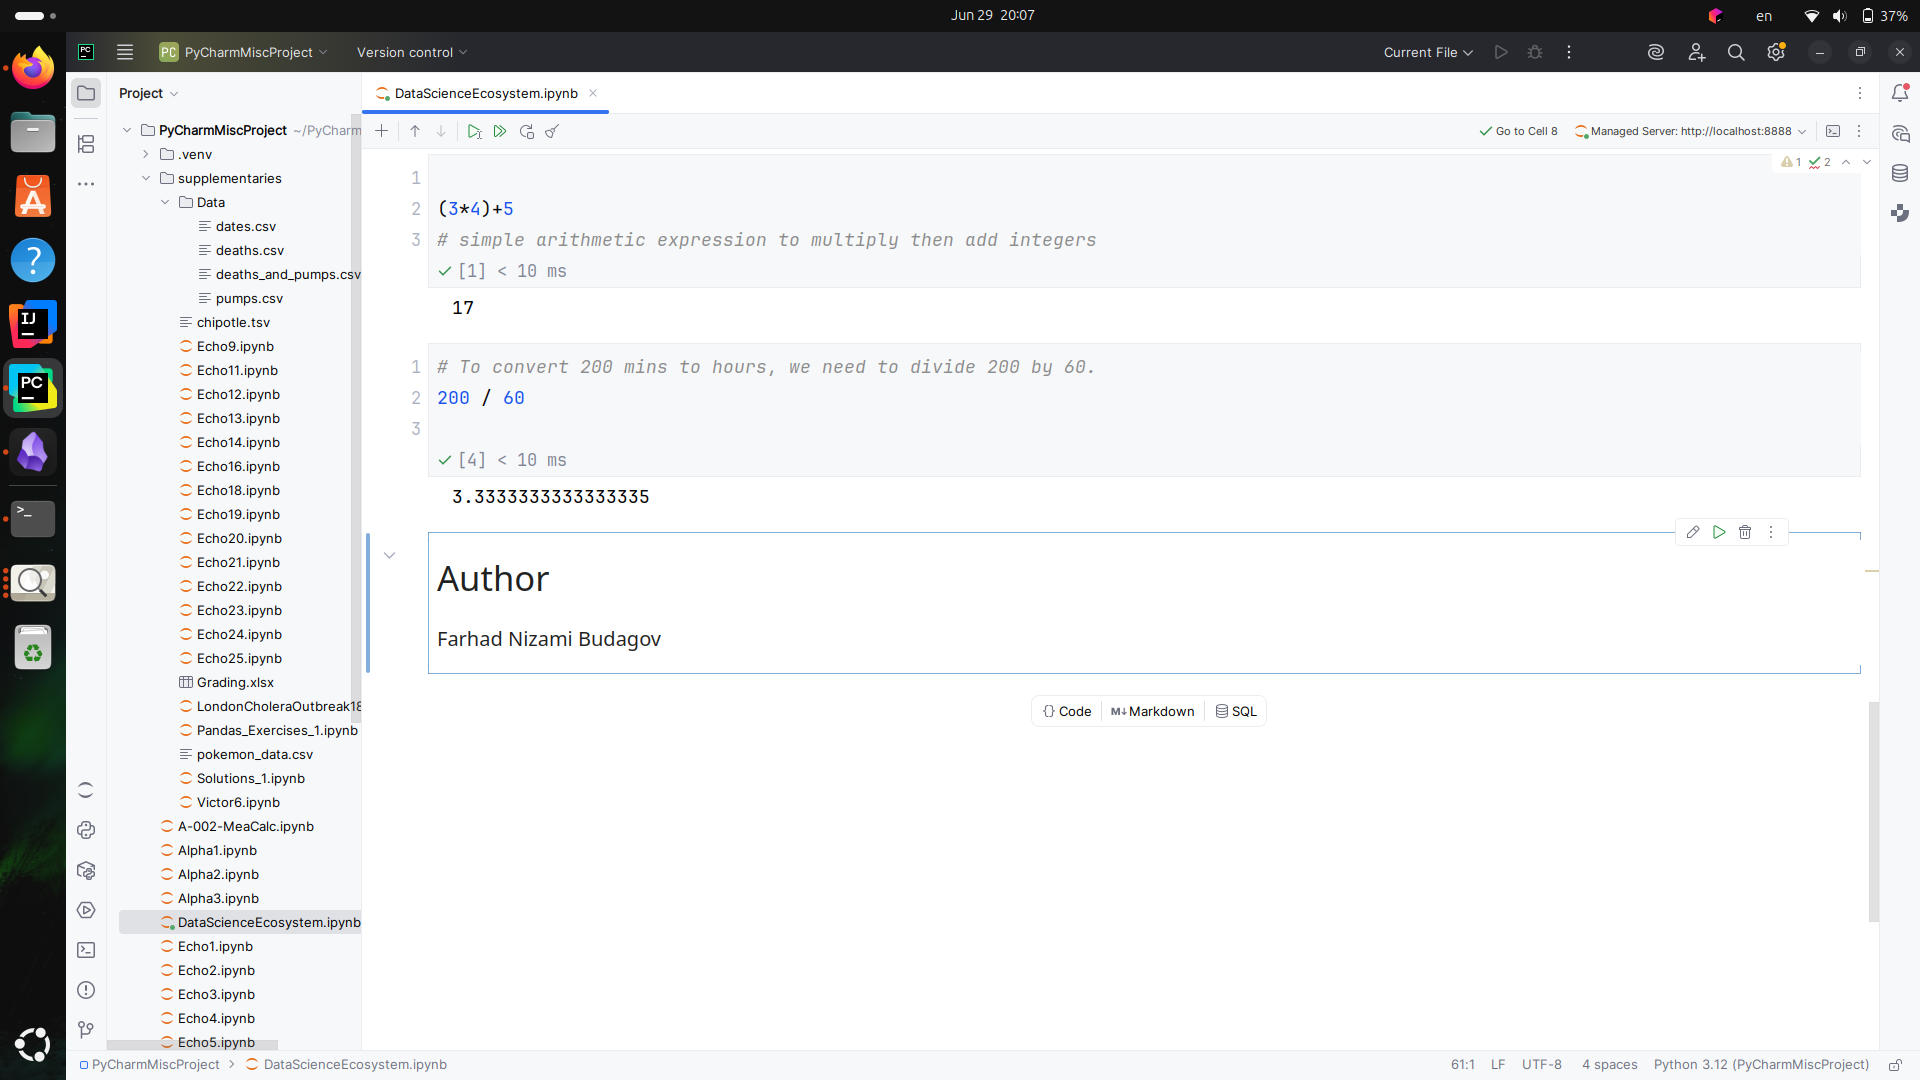 Jun 29 20:07
en
37%
PC
PyCharmMiscProject
Version control
Current File
Project
DataScienceEcosystem.ipynb
Go to Cell 8
Managed Server: http://localhost:8888
PyCharmMiscProject ~/PyCharm
.venv
supplementaries
Data
dates.csv
deaths.csv
deaths_and_pumps.csv
pumps.csv
chipotle.tsv
Echo9.ipynb
Echo11.ipynb
Echo12.ipynb
Echo13.ipynb
Echo14.ipynb
Echo16.ipynb
Echo18.ipynb
Echo19.ipynb
Echo20.ipynb
Echo21.ipynb
Echo22.ipynb
Echo23.ipynb
Echo24.ipynb
Echo25.ipynb
Grading.xlsx
LondonCholeraOutbreak18
Pandas_Exercises_1.ipynb
pokemon_data.csv
Solutions_1.ipynb
Victor6.ipynb
A-002-MeaCalc.ipynb
Alpha1.ipynb
Alpha2.ipynb
Alpha3.ipynb
DataScienceEcosystem.ipynb
Echo1.ipynb
Echo2.ipynb
Echo3.ipynb
Echo4.ipynb
Echo5.ipynb
1 2
1
2 (3*4)+5
3 # simple arithmetic expression to multiply then add integers
[1] < 10 ms
17
1 # To convert 200 mins to hours, we need to divide 200 by 60.
2 200 / 60
3
[4] < 10 ms
3.3333333333333335
Author
Farhad Nizami Budagov
{} Code
M↓ Markdown
SQL
PyCharmMiscProject > DataScienceEcosystem.ipynb
61:1 LF UTF-8 4 spaces Python 3.12 (PyCharmMiscProject)
IJ
PC
>_